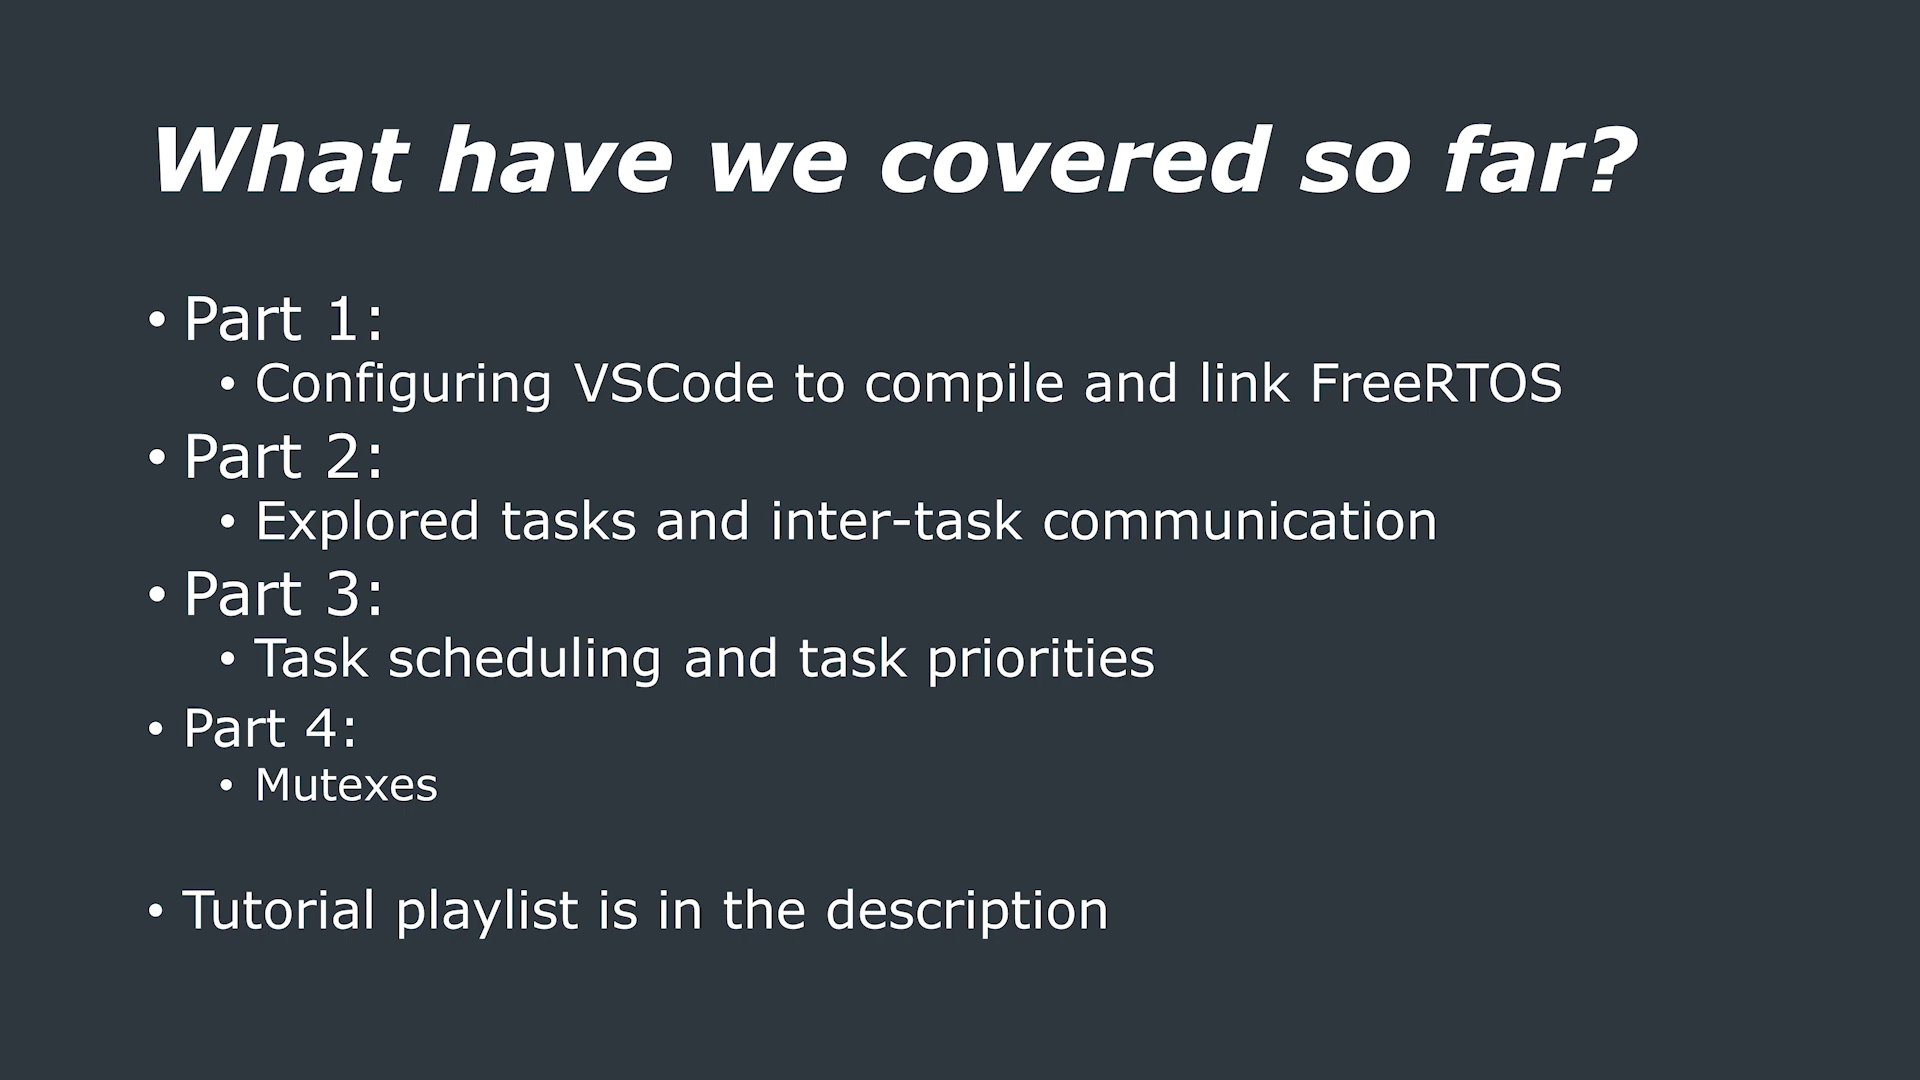 What have we covered so far?
• Part 1:
• Configuring VSCode to compile and link FreeRTOS
• Part 2:
• Explored tasks and inter-task communication
• Part 3:
• Task scheduling and task priorities
• Part 4:
• Mutexes
• Tutorial playlist is in the description